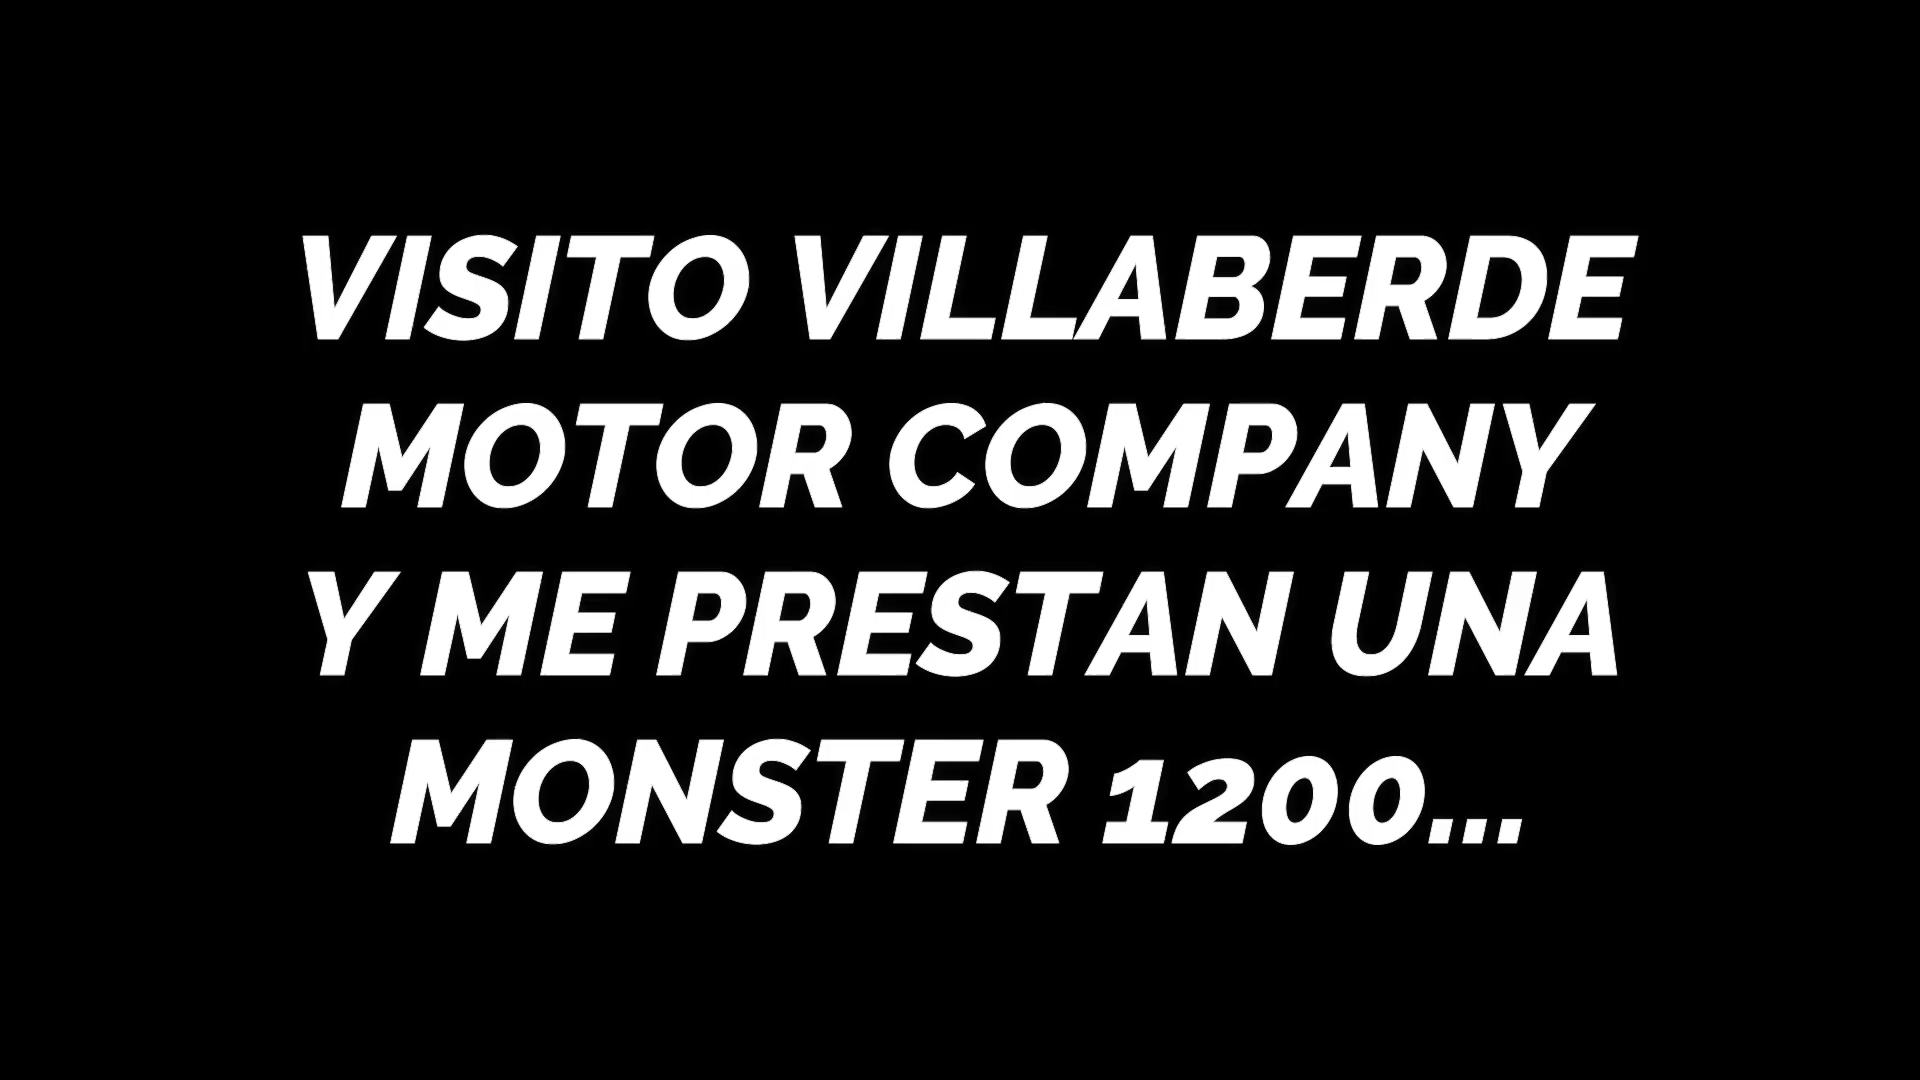 VISITO VILLABERDE
MOTOR COMPANY
Y ME PRESTAN UNA
MONSTER 1200...